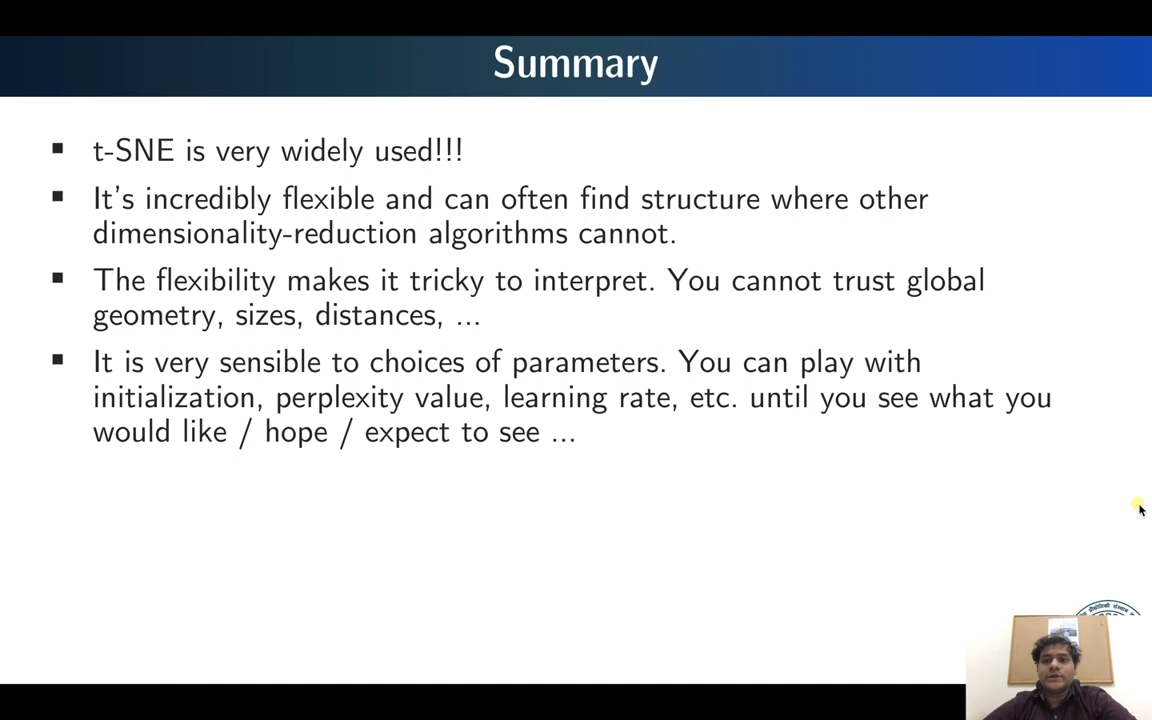 Summary
t-SNE is very widely used!!!
It's incredibly flexible and can often find structure where other
dimensionality-reduction algorithms cannot.
The flexibility makes it tricky to interpret. You cannot trust global
geometry, sizes, distances, ...
It is very sensible to choices of parameters. You can play with
initialization, perplexity value, learning rate, etc. until you see what you
would like / hope / expect to see ...